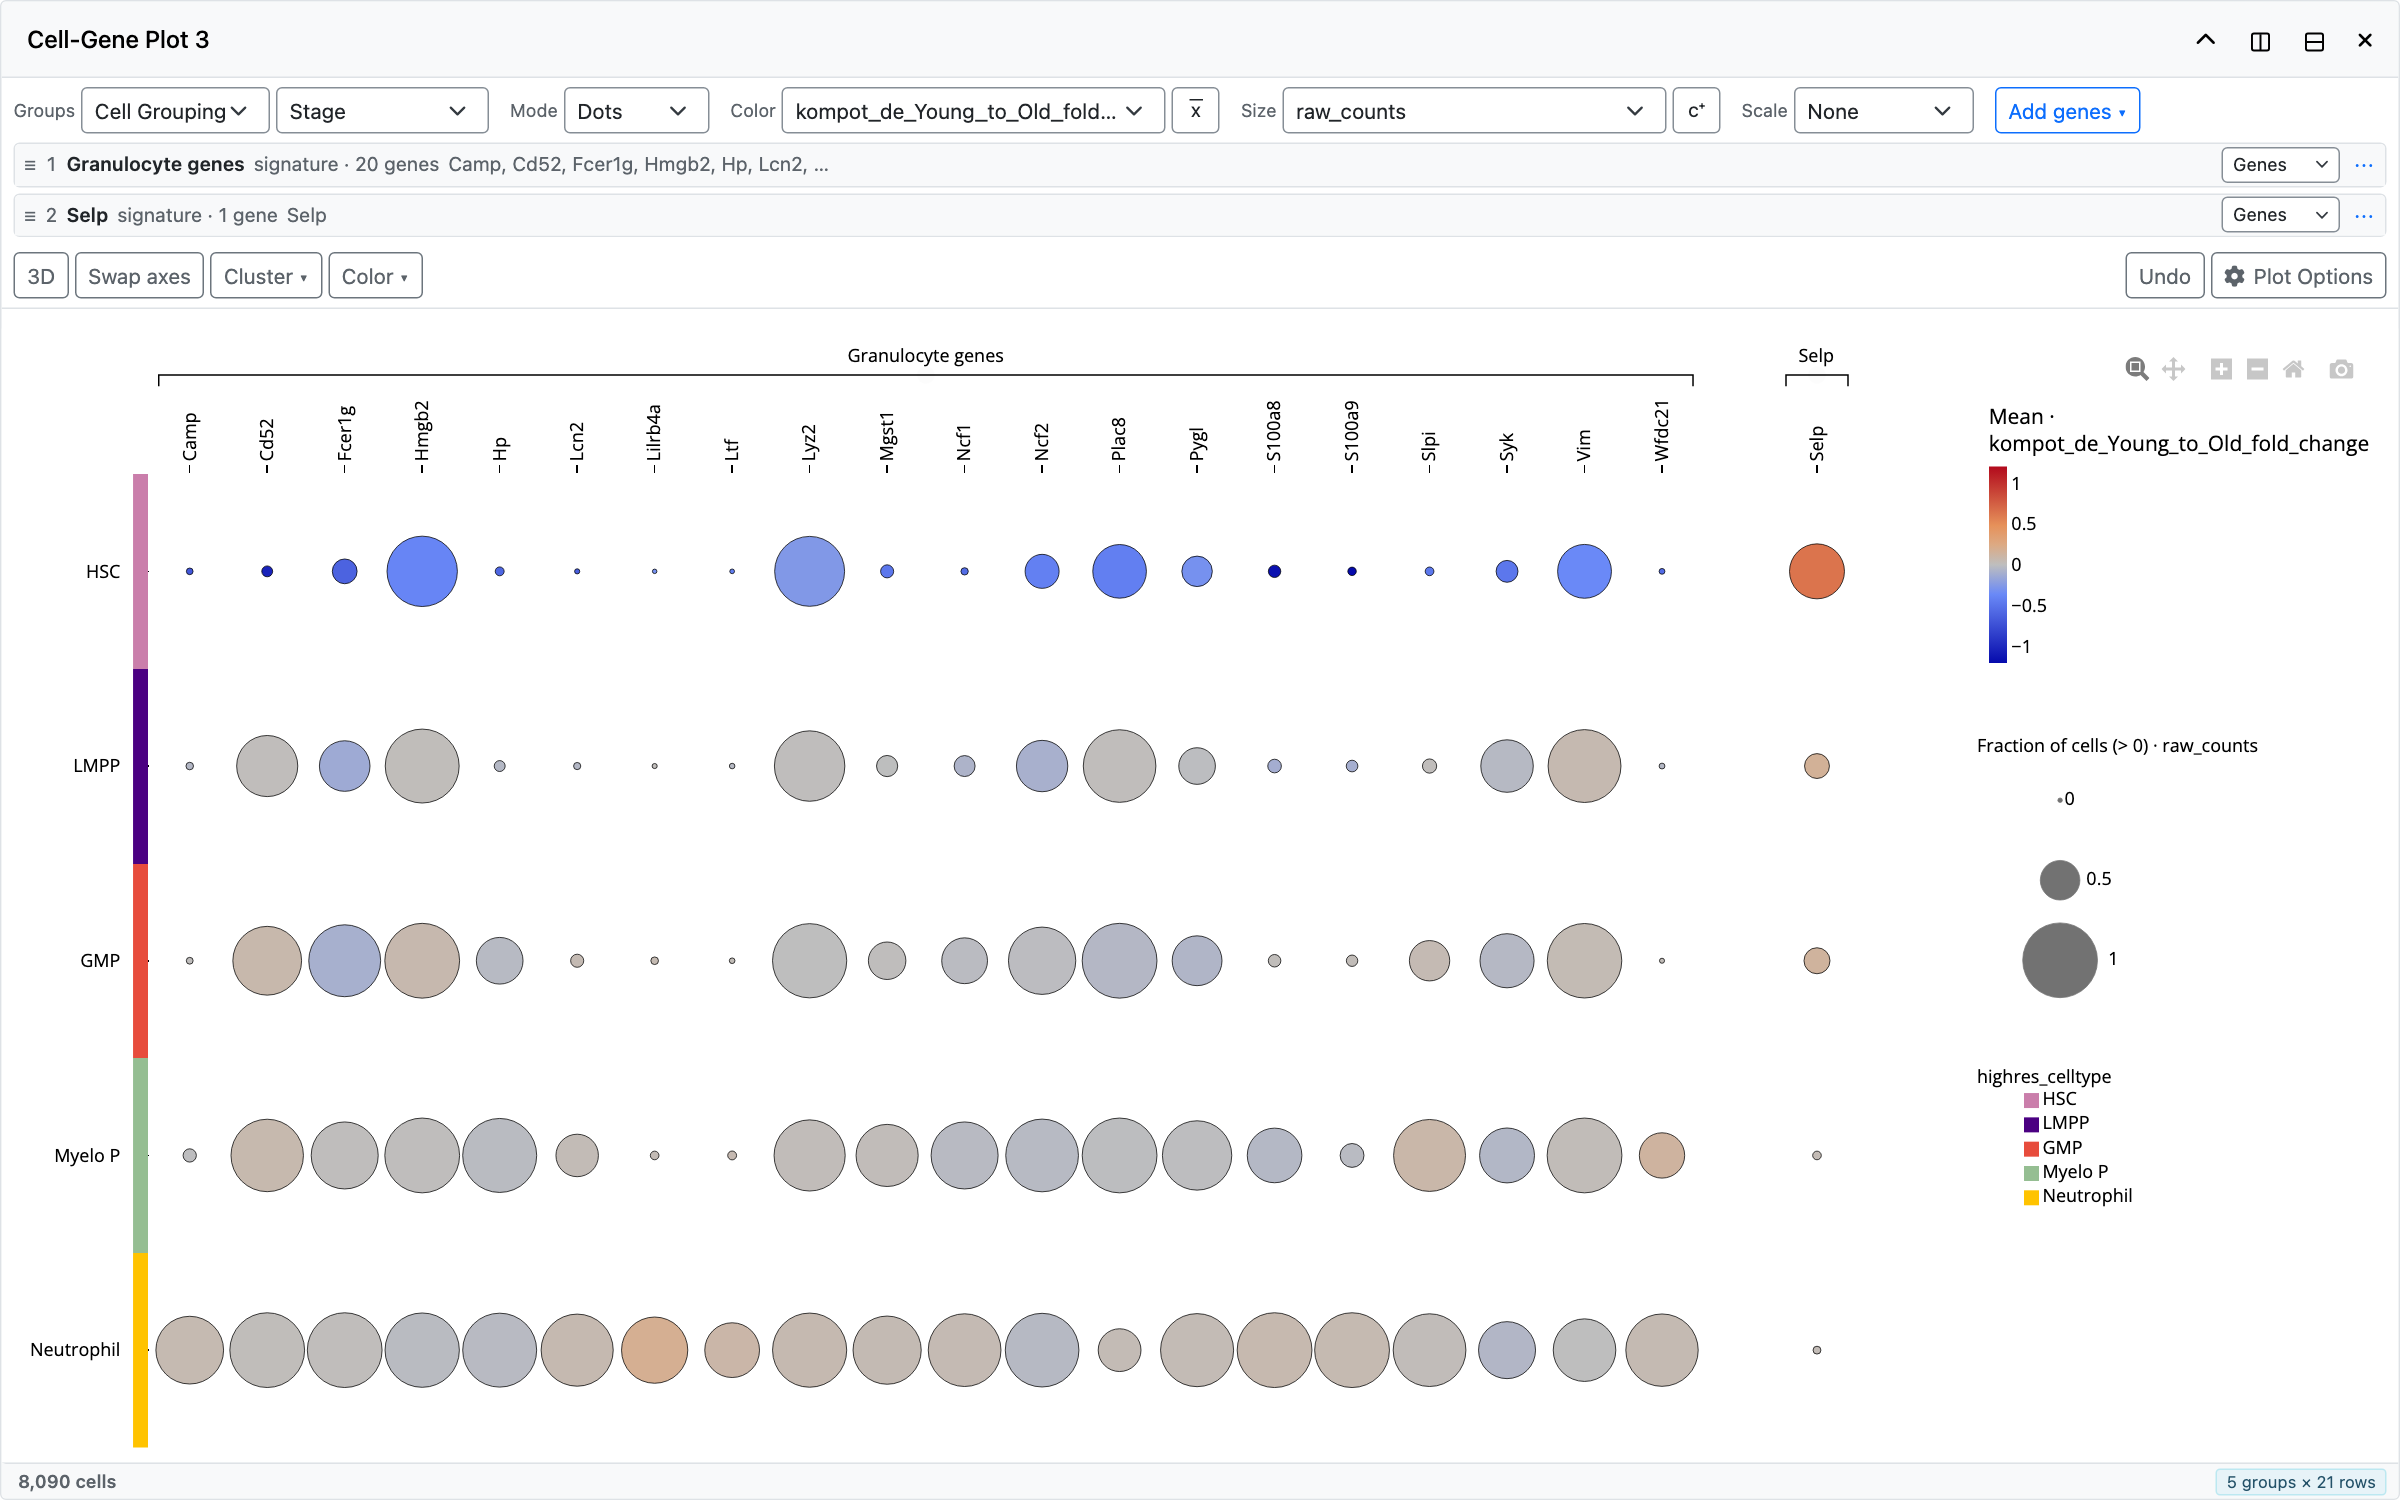 Cell-Gene Plot 3
Groups Cell Grouping Stage Mode Dots Color kompot_de_Young_to_Old_fold... x Size raw_counts c⁺ Scale None Add genes ▾
≡ 1 Granulocyte genes signature · 20 genes Camp, Cd52, Fcer1g, Hmgb2, Hp, Lcn2, ... Genes ...
≡ 2 Selp signature · 1 gene Selp Genes ...
3D Swap axes Cluster ▾ Color ▾ Undo Plot Options
Granulocyte genes Selp
Camp Cd52 Fcer1g Hmgb2 Hp Lcn2 Lilrb4a Ltf Lyz2 Mgst1 Ncf1 Ncf2 Plac8 Pygl S100a8 S100a9 Slpi Syk Vim Wfdc21 Selp
HSC
LMPP
GMP
Myelo P
Neutrophil
Mean ·
kompot_de_Young_to_Old_fold_change
1
0.5
0
−0.5
−1
Fraction of cells (> 0) · raw_counts
0
0.5
1
highres_celltype
HSC
LMPP
GMP
Myelo P
Neutrophil
8,090 cells
5 groups × 21 rows